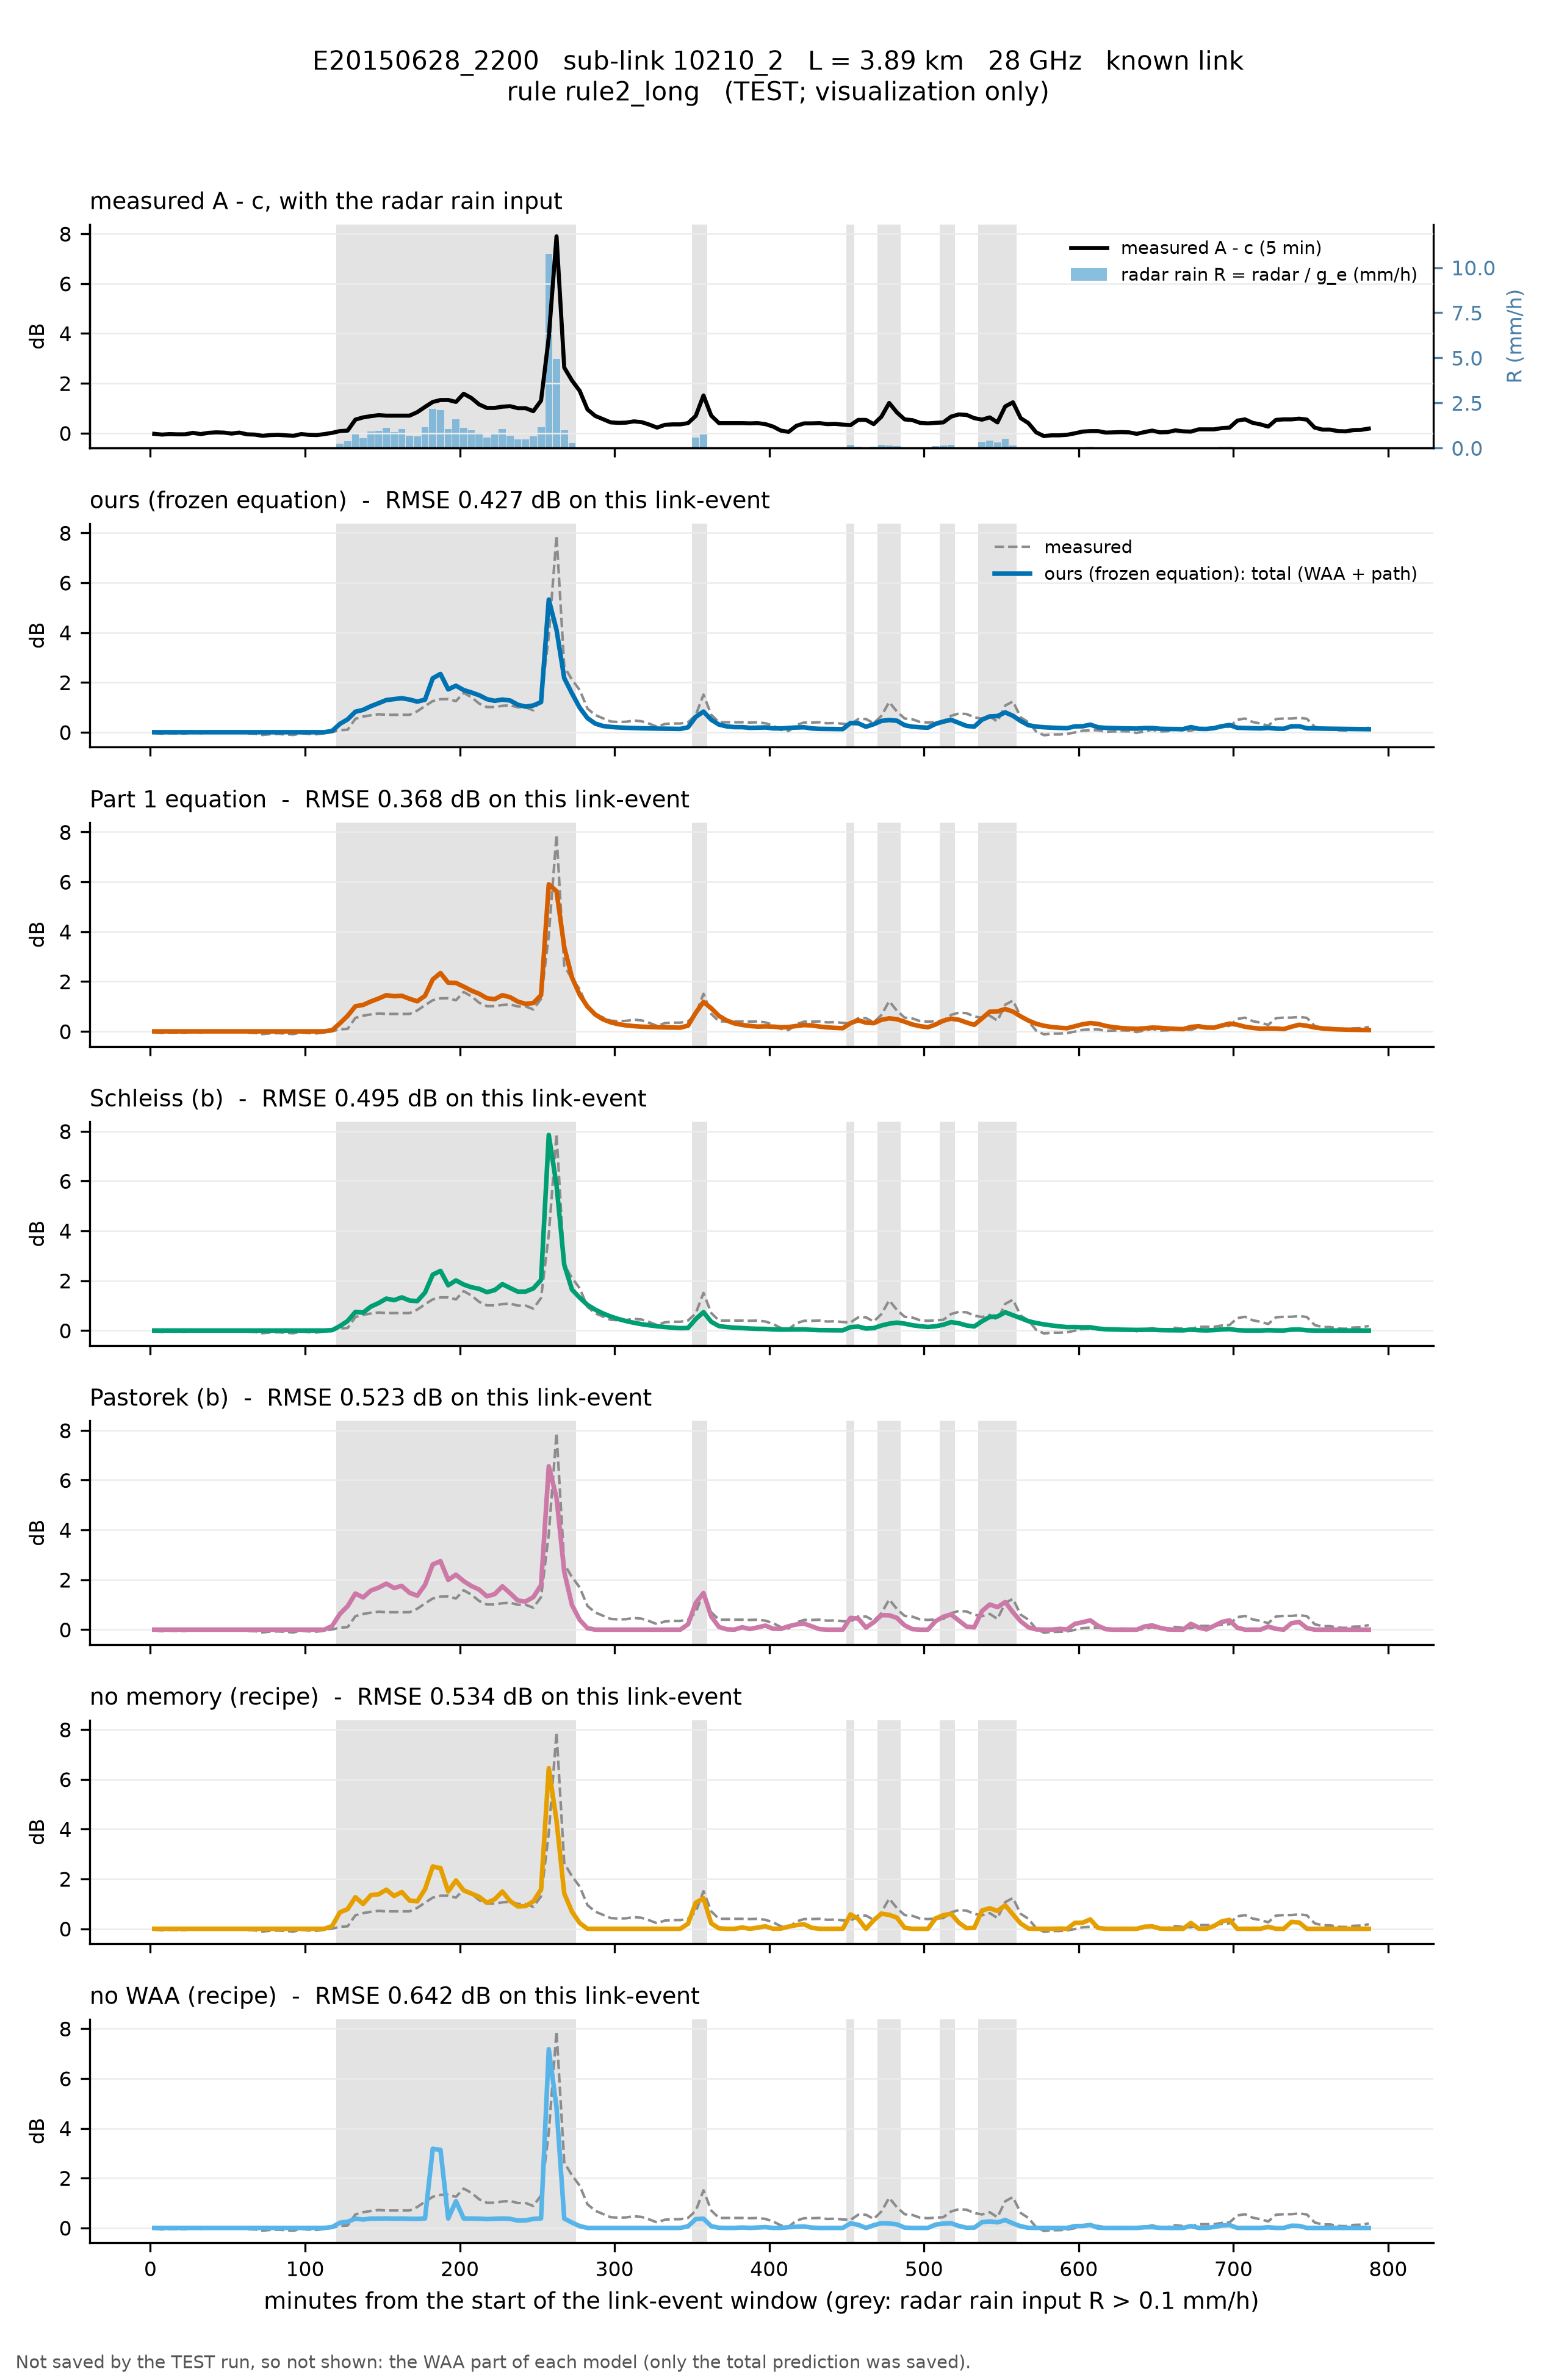 E20150628_2200   sub-link 10210_2   L = 3.89 km   28 GHz   known link
rule rule2_long   (TEST; visualization only)
measured A - c, with the radar rain input
8
6
4
2
0
dB
measured A - c (5 min)
radar rain R = radar / g_e (mm/h)
10.0
7.5
5.0
2.5
0.0
R (mm/h)
ours (frozen equation)  -  RMSE 0.427 dB on this link-event
8
6
4
2
0
dB
measured
ours (frozen equation): total (WAA + path)
Part 1 equation  -  RMSE 0.368 dB on this link-event
8
6
4
2
0
dB
Schleiss (b)  -  RMSE 0.495 dB on this link-event
8
6
4
2
0
dB
Pastorek (b)  -  RMSE 0.523 dB on this link-event
8
6
4
2
0
dB
no memory (recipe)  -  RMSE 0.534 dB on this link-event
8
6
4
2
0
dB
no WAA (recipe)  -  RMSE 0.642 dB on this link-event
8
6
4
2
0
dB
0 100 200 300 400 500 600 700 800
minutes from the start of the link-event window (grey: radar rain input R > 0.1 mm/h)
Not saved by the TEST run, so not shown: the WAA part of each model (only the total prediction was saved).